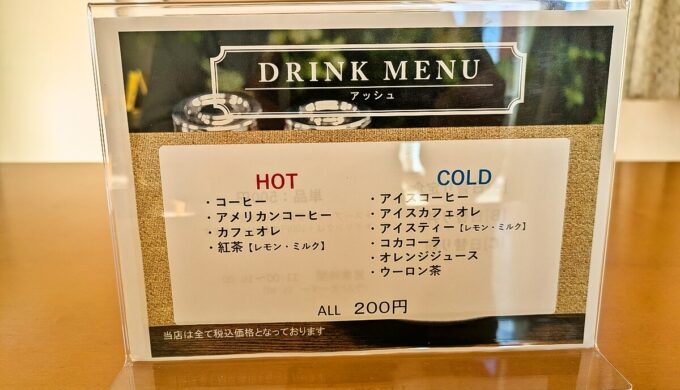 DRINK MENU
アッシュ
HOT
・コーヒー
・アメリカンコーヒー
・カフェオレ
・紅茶【レモン・ミルク】
COLD
・アイスコーヒー
・アイスカフェオレ
・アイスティー【レモン・ミルク】
・コカコーラ
・オレンジジュース
・ウーロン茶
ALL 200円
当店は全て税込価格となっております